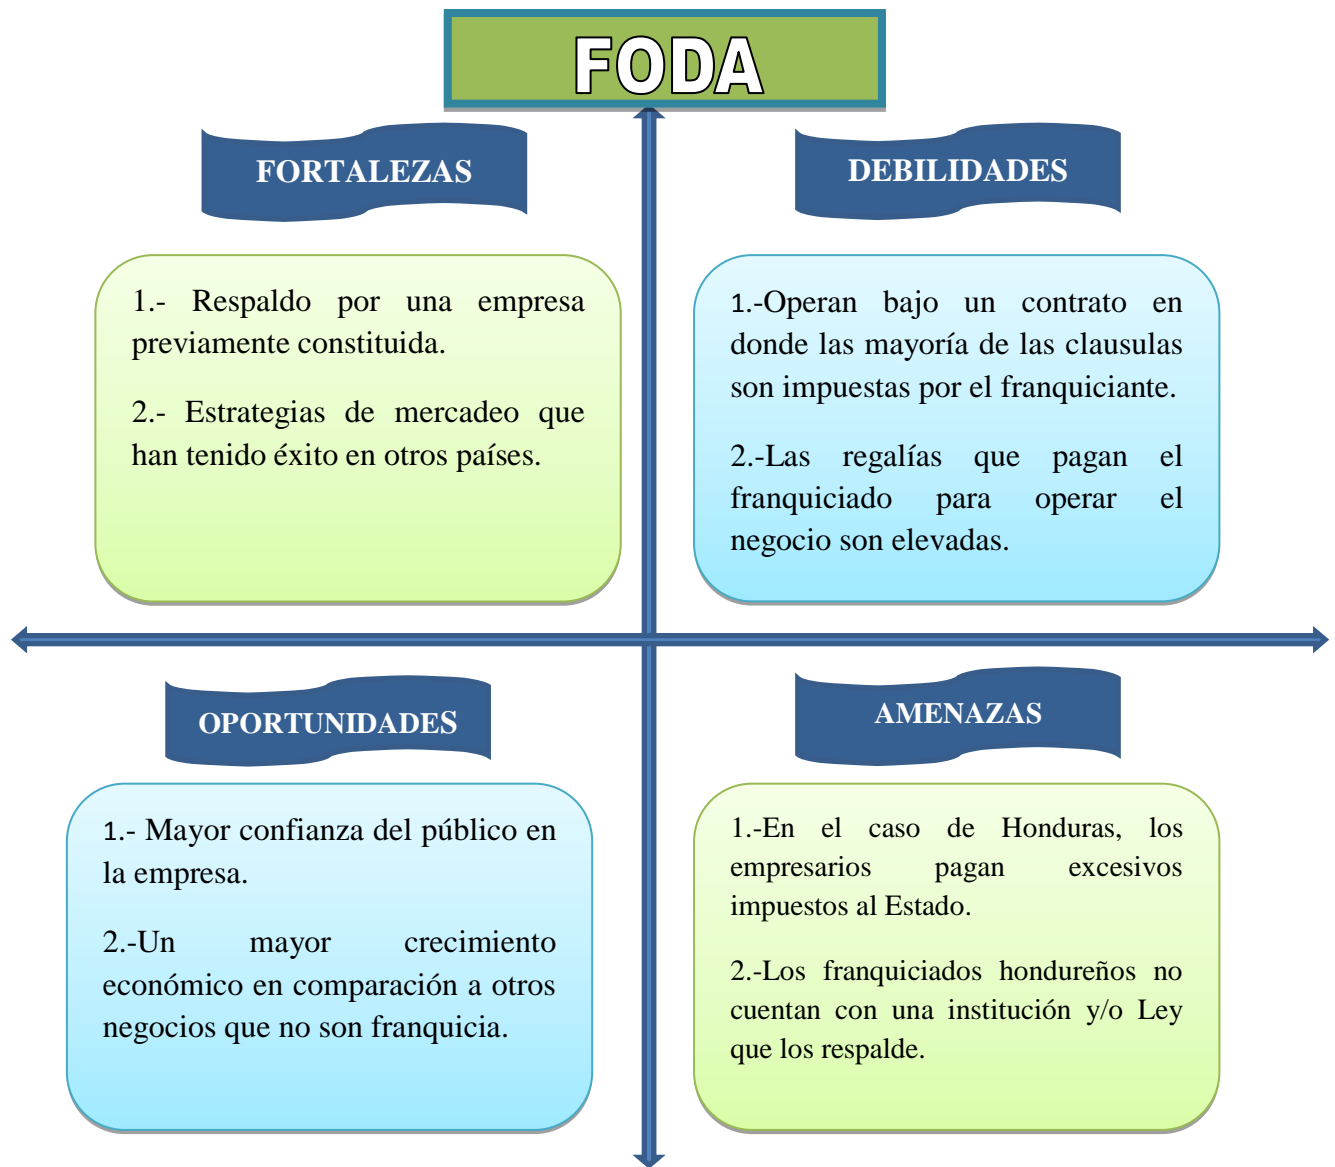 FODA
FORTALEZAS
1.- Respaldo por una empresa
previamente constituida.
2.- Estrategias de mercadeo que
han tenido éxito en otros países.
DEBILIDADES
1.-Operan bajo un contrato en
donde las mayoría de las clausulas
son impuestas por el franquiciante.
2.-Las regalías que pagan el
franquiciado para operar el
negocio son elevadas.
OPORTUNIDADES
1.- Mayor confianza del público en
la empresa.
2.-Un mayor crecimiento
económico en comparación a otros
negocios que no son franquicia.
AMENAZAS
1.-En el caso de Honduras, los
empresarios pagan excesivos
impuestos al Estado.
2.-Los franquiciados hondureños no
cuentan con una institución y/o Ley
que los respalde.